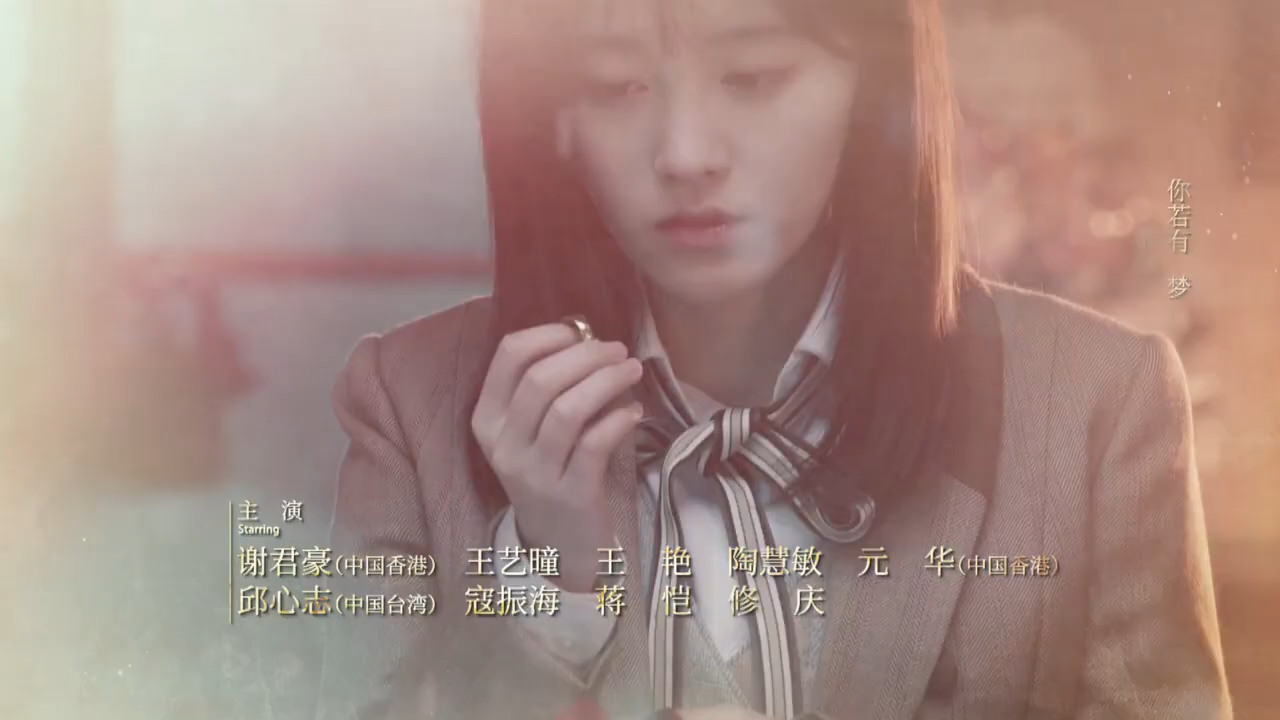 主 演
Starring
谢君豪(中国香港) 王艺瞳 王 艳 陶慧敏 元 华(中国香港)
邱心志(中国台湾) 寇振海 蒋 恺 修 庆
你若有 梦